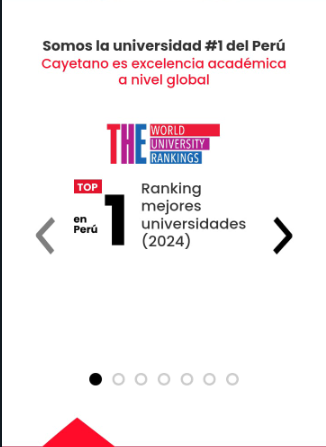 Somos la universidad #1 del Perú
Cayetano es excelencia académica
a nivel global
THE WORLD
UNIVERSITY
RANKINGS
TOP
1
en
Perú
Ranking
mejores
universidades
(2024)